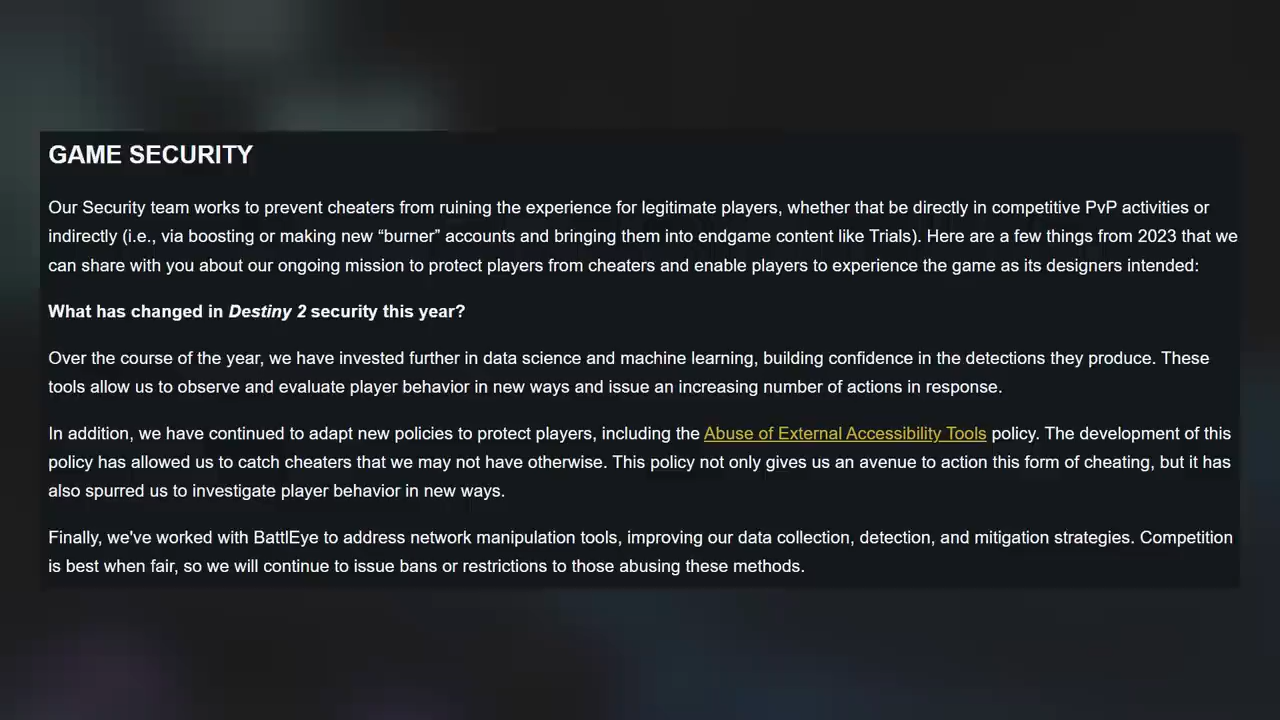 GAME SECURITY
Our Security team works to prevent cheaters from ruining the experience for legitimate players, whether that be directly in competitive PvP activities or
indirectly (i.e., via boosting or making new “burner” accounts and bringing them into endgame content like Trials). Here are a few things from 2023 that we
can share with you about our ongoing mission to protect players from cheaters and enable players to experience the game as its designers intended:
What has changed in Destiny 2 security this year?
Over the course of the year, we have invested further in data science and machine learning, building confidence in the detections they produce. These
tools allow us to observe and evaluate player behavior in new ways and issue an increasing number of actions in response.
In addition, we have continued to adapt new policies to protect players, including the Abuse of External Accessibility Tools policy. The development of this
policy has allowed us to catch cheaters that we may not have otherwise. This policy not only gives us an avenue to action this form of cheating, but it has
also spurred us to investigate player behavior in new ways.
Finally, we've worked with BattlEye to address network manipulation tools, improving our data collection, detection, and mitigation strategies. Competition
is best when fair, so we will continue to issue bans or restrictions to those abusing these methods.